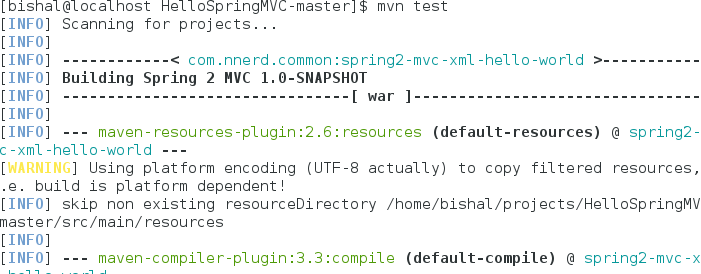 [bishal@localhost HelloSpringMVC-master]$ mvn test
[INFO] Scanning for projects...
[INFO]
[INFO] ------------< com.nnerd.common:spring2-mvc-xml-hello-world >-----------
[INFO] Building Spring 2 MVC 1.0-SNAPSHOT
[INFO] --------------------------------[ war ]--------------------------------
[INFO]
[INFO] --- maven-resources-plugin:2.6:resources (default-resources) @ spring2-
c-xml-hello-world ---
[WARNING] Using platform encoding (UTF-8 actually) to copy filtered resources,
.e. build is platform dependent!
[INFO] skip non existing resourceDirectory /home/bishal/projects/HelloSpringMV
master/src/main/resources
[INFO]
[INFO] --- maven-compiler-plugin:3.3:compile (default-compile) @ spring2-mvc-x
-hello-world